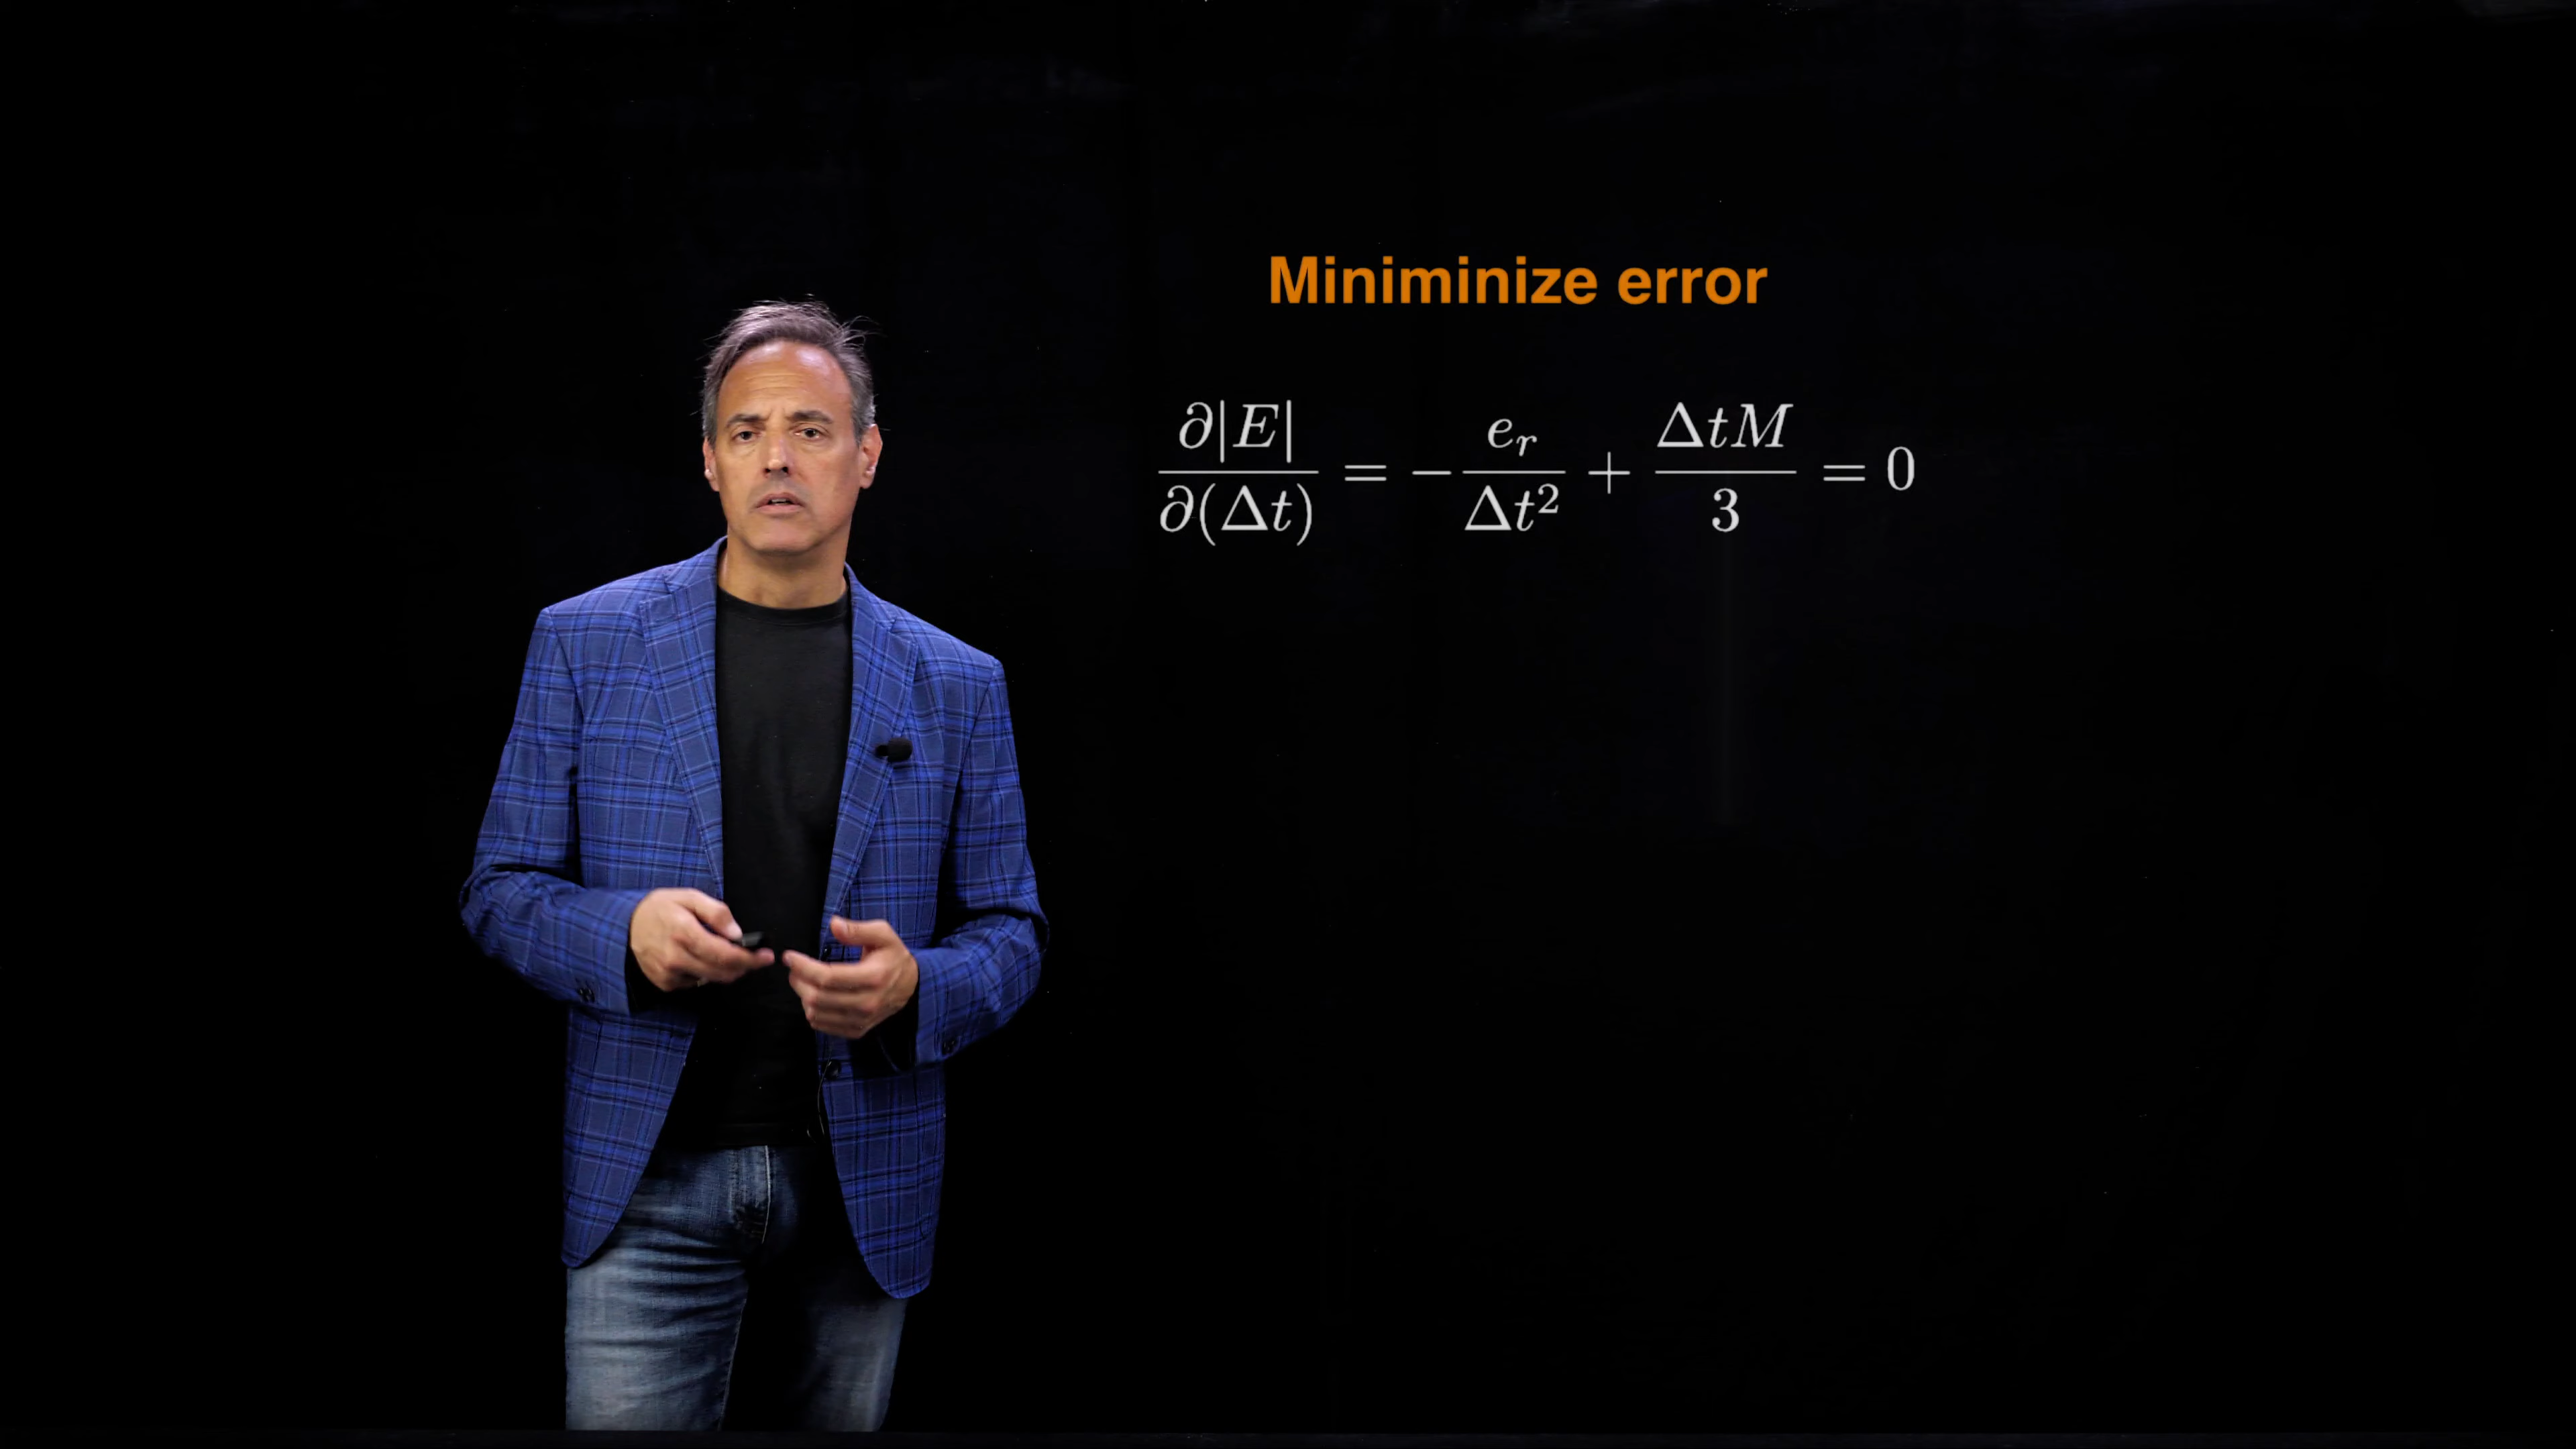 Miniminize error
∂|E|/∂(Δt) = −e_r/Δt² + ΔtM/3 = 0